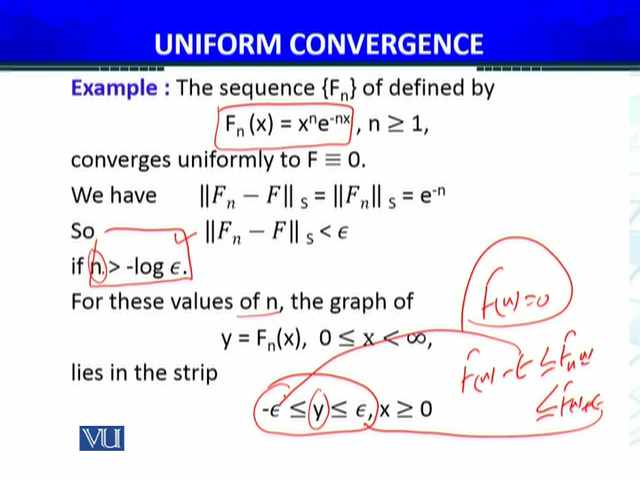 UNIFORM CONVERGENCE
Example : The sequence {Fₙ} of defined by
Fₙ(x) = xⁿe⁻ⁿˣ, n ≥ 1,
converges uniformly to F ≡ 0.
We have ||Fₙ − F|| s = ||Fₙ|| s = e⁻ⁿ
So ||Fₙ − F|| s < ϵ
if n > -log ϵ.
For these values of n, the graph of
y = Fₙ(x), 0 ≤ x < ∞,
lies in the strip
-ϵ ≤ y ≤ ϵ, x ≥ 0
F(x) = 0
F(x) - ϵ ≤ Fₙ(x)
VU